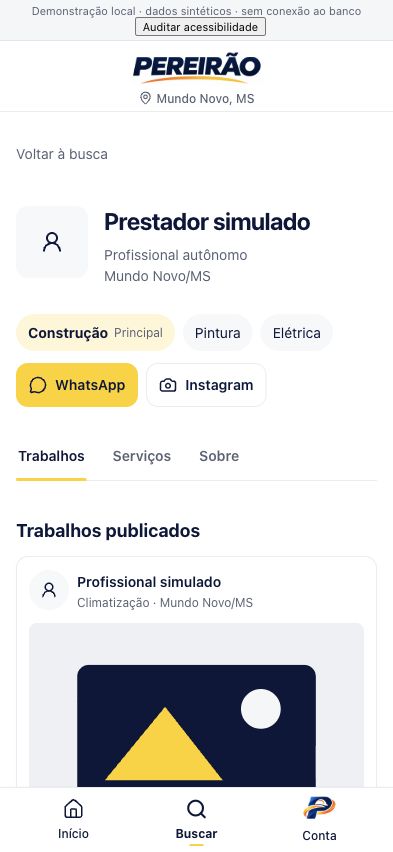 Demonstração local · dados sintéticos · sem conexão ao banco
Auditar acessibilidade
PEREIRÃO
Mundo Novo, MS
Voltar à busca
Prestador simulado
Profissional autônomo
Mundo Novo/MS
Construção Principal
Pintura
Elétrica
WhatsApp
Instagram
Trabalhos
Serviços
Sobre
Trabalhos publicados
Profissional simulado
Climatização · Mundo Novo/MS
Início
Buscar
Conta